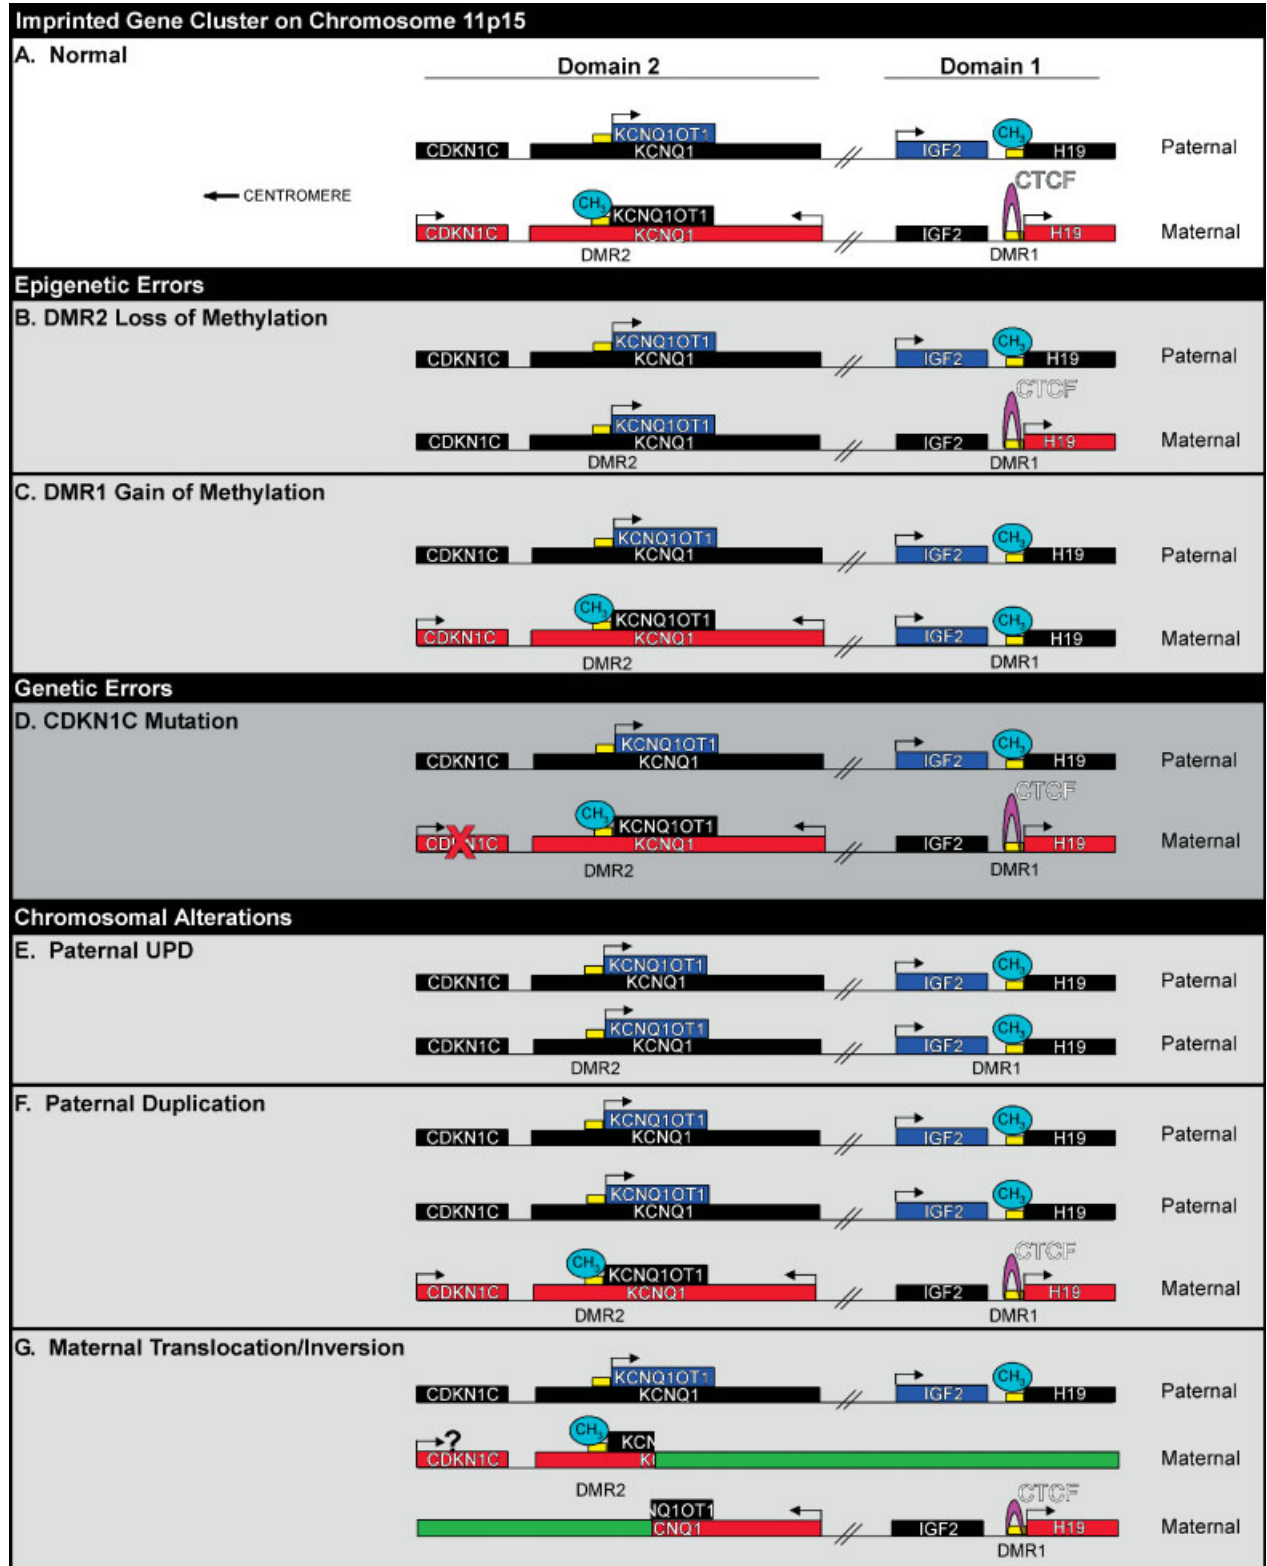 Imprinted Gene Cluster on Chromosome 11p15
A. Normal
Domain 2 Domain 1
KCNQ1OT1 CH3
CDKN1C KCNQ1 IGF2 H19 Paternal
CTCF
CENTROMERE
CH3 KCNQ1OT1
CDKN1C KCNQ1 IGF2 H19 Maternal
DMR2 DMR1
Epigenetic Errors
B. DMR2 Loss of Methylation
KCNQ1OT1 CH3
CDKN1C KCNQ1 IGF2 H19 Paternal
CTCF
KCNQ1OT1
CDKN1C KCNQ1 IGF2 H19 Maternal
DMR2 DMR1
C. DMR1 Gain of Methylation
KCNQ1OT1 CH3
CDKN1C KCNQ1 IGF2 H19 Paternal
CH3 KCNQ1OT1 CH3
CDKN1C KCNQ1 IGF2 H19 Maternal
DMR2 DMR1
Genetic Errors
D. CDKN1C Mutation
KCNQ1OT1 CH3
CDKN1C KCNQ1 IGF2 H19 Paternal
CTCF
CH3 KCNQ1OT1
CDKN1C KCNQ1 IGF2 H19 Maternal
DMR2 DMR1
Chromosomal Alterations
E. Paternal UPD
KCNQ1OT1 CH3
CDKN1C KCNQ1 IGF2 H19 Paternal
KCNQ1OT1 CH3
CDKN1C KCNQ1 IGF2 H19 Paternal
DMR2 DMR1
F. Paternal Duplication
KCNQ1OT1 CH3
CDKN1C KCNQ1 IGF2 H19 Paternal
KCNQ1OT1 CH3
CDKN1C KCNQ1 IGF2 H19 Paternal
CTCF
CH3 KCNQ1OT1
CDKN1C KCNQ1 IGF2 H19 Maternal
DMR2 DMR1
G. Maternal Translocation/Inversion
KCNQ1OT1 CH3
CDKN1C KCNQ1 IGF2 H19 Paternal
? CH3 KCN
CDKN1C K Maternal
DMR2
CTCF
NQ1OT1
CNQ1 IGF2 H19 Maternal
DMR1